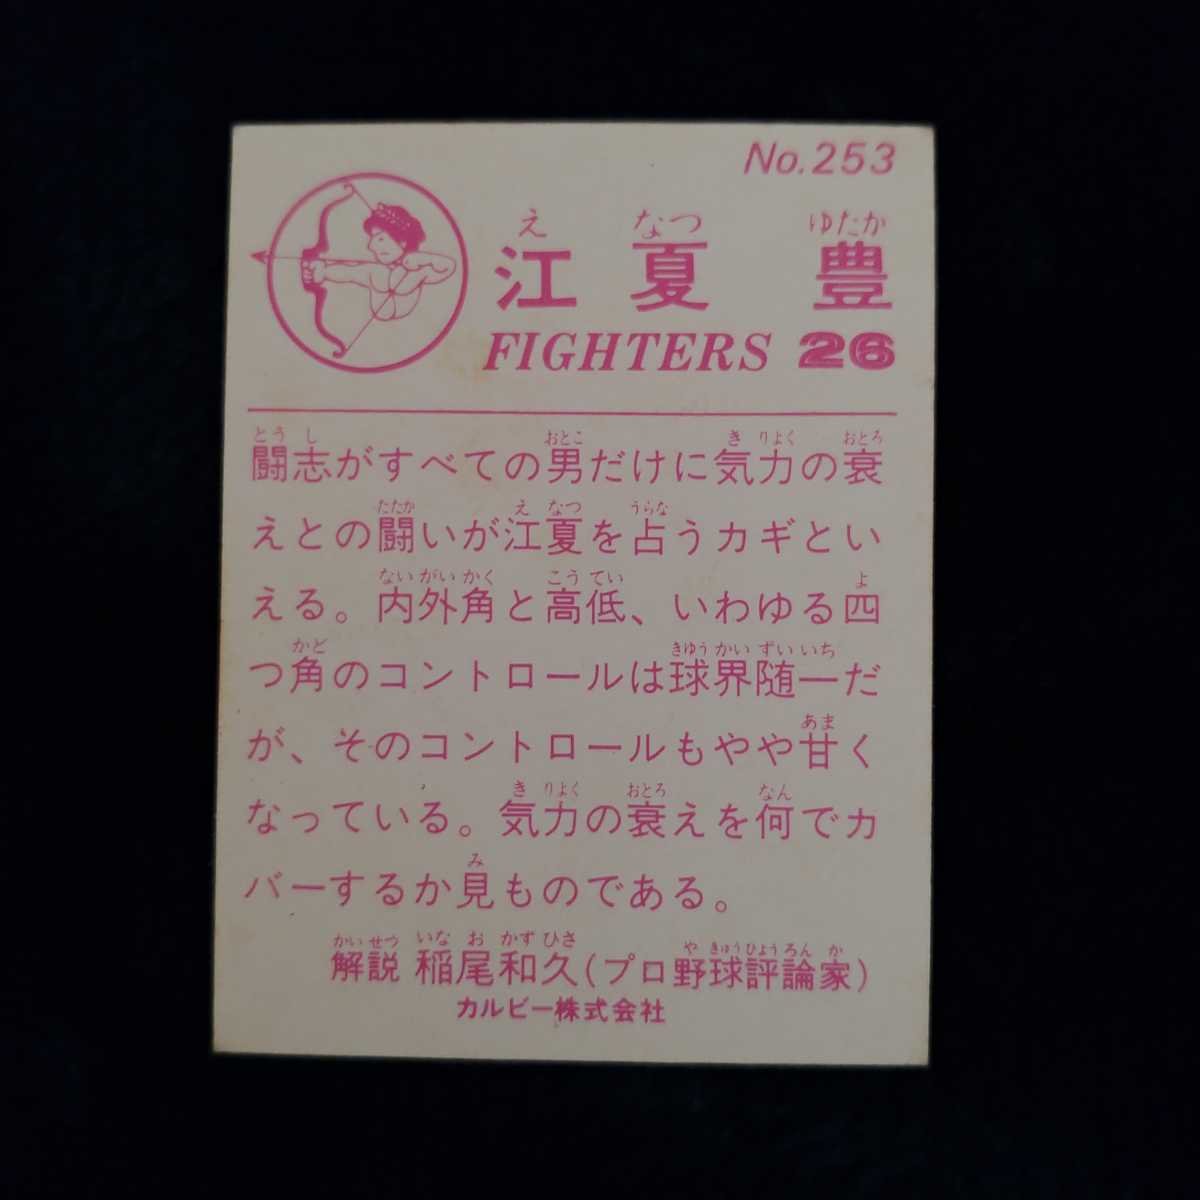 No.253
え なつ ゆたか
江夏 豊
FIGHTERS 26
とう し おとこ き りよく おとろ
闘志がすべての男だけに気力の衰
たたか え なつ うらな
えとの闘いが江夏を占うカギとい
ない がい かく こう てい よ
える。内外角と高低、いわゆる四
かど きゆう かい ずい いち
つ角のコントロールは球界随一だ
あま
が、そのコントロールもやや甘く
き りよく おとろ なん
なっている。気力の衰えを何でカ
み
バーするか見ものである。
かい せつ いな お かず ひさ や きゅう ひょう ろん か
解説 稲尾和久(プロ野球評論家)
カルビー株式会社